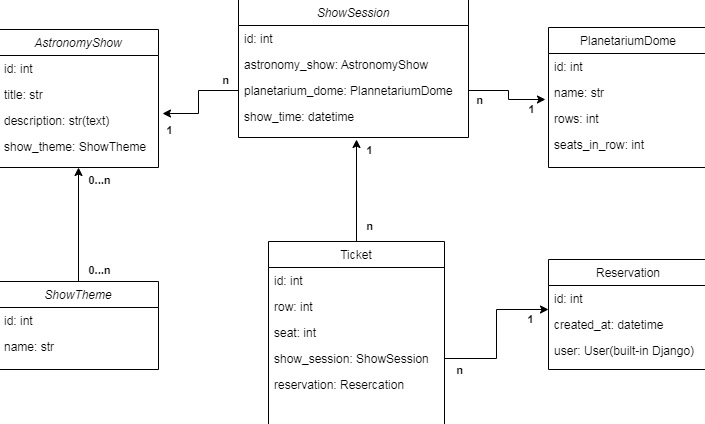 ShowSession
id: int
astronomy_show: AstronomyShow
planetarium_dome: PlannetariumDome
show_time: datetime
AstronomyShow
id: int
title: str
description: str(text)
show_theme: ShowTheme
PlanetariumDome
id: int
name: str
rows: int
seats_in_row: int
n
1
n
1
0...n
0...n
1
n
ShowTheme
id: int
name: str
Ticket
id: int
row: int
seat: int
show_session: ShowSession
reservation: Resercation
n
1
Reservation
id: int
created_at: datetime
user: User(built-in Django)